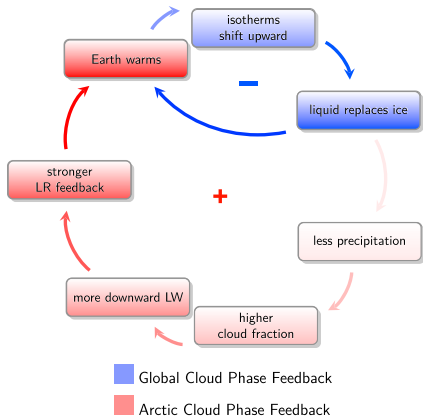 isotherms
shift upward
Earth warms
−
liquid replaces ice
stronger
LR feedback
+
less precipitation
more downward LW
higher
cloud fraction
Global Cloud Phase Feedback
Arctic Cloud Phase Feedback